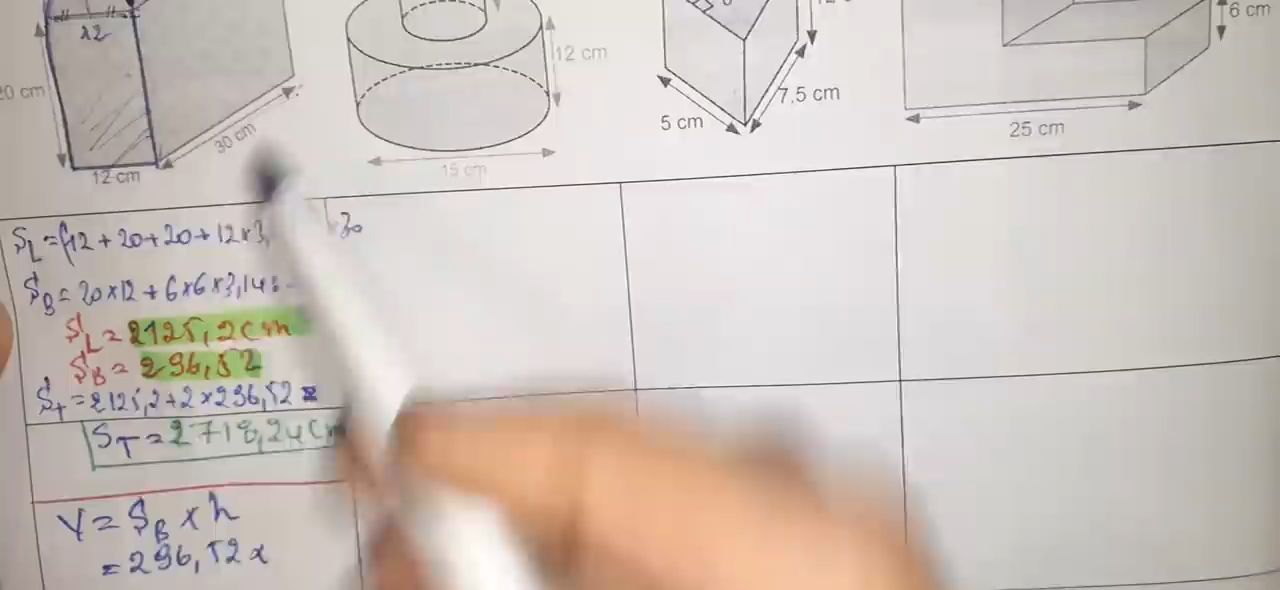 12
20 cm
12 cm
30 cm
12 cm
15 cm
5 cm
7,5 cm
6 cm
25 cm
S_L = (12 + 20 + 20 + 12 x 3, 30
S_B = 20 x 12 + 6 x 6 x 3,14 :
S_L = 2125,2 cm
S_B = 296,52
S_T = 2125,2 + 2 x 296,52 =
S_T = 2718,24 cm
V = S_B x h
= 296,52 x